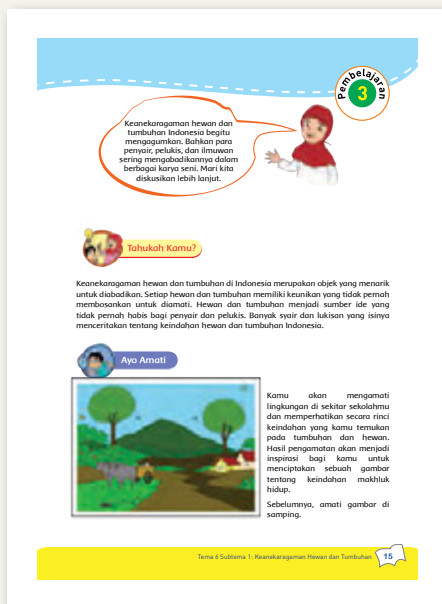 Pembelajaran
3
Keanekaragaman hewan dan
tumbuhan Indonesia begitu
mengagumkan. Bahkan para
penyair, pelukis, dan ilmuwan
sering mengabadikannya dalam
berbagai karya seni. Mari kita
diskusikan lebih lanjut.
Tahukah Kamu?
Keanekaragaman hewan dan tumbuhan di Indonesia merupakan objek yang menarik
untuk diabadikan. Setiap hewan dan tumbuhan memiliki keunikan yang tidak pernah
membosankan untuk diamati. Hewan dan tumbuhan menjadi sumber ide yang
tidak pernah habis bagi penyair dan pelukis. Banyak syair dan lukisan yang isinya
menceritakan tentang keindahan hewan dan tumbuhan Indonesia.
Ayo Amati
Kamu akan mengamati
lingkungan di sekitar sekolahmu
dan memperhatikan secara rinci
keindahan yang kamu temukan
pada tumbuhan dan hewan.
Hasil pengamatan akan menjadi
inspirasi bagi kamu untuk
menciptakan sebuah gambar
tentang keindahan makhluk
hidup.
Sebelumnya, amati gambar di
samping.
Tema 6 Subtema 1: Keanekaragaman Hewan dan Tumbuhan
15